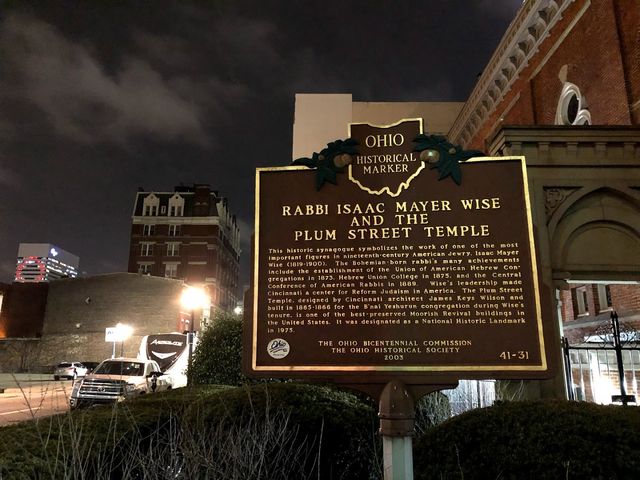 OHIO
HISTORICAL
MARKER
RABBI ISAAC MAYER WISE
AND THE
PLUM STREET TEMPLE
This historic synagogue symbolizes the work of one of the most
important figures in nineteenth-century American Jewry, Isaac Mayer
Wise (1819-1900). The Bohemian-born rabbi's many achievements
include the establishment of the Union of American Hebrew Con-
gregations in 1873, Hebrew Union College in 1875, and the Central
Conference of American Rabbis in 1889. Wise's leadership made
Cincinnati a center for Reform Judaism in America. The Plum Street
Temple, designed by Cincinnati architect James Keys Wilson and
built in 1865-1866 for the B'nai Yeshurun congregation during Wise's
tenure, is one of the best-preserved Moorish Revival buildings in
the United States. It was designated as a National Historic Landmark
in 1975.
THE OHIO BICENTENNIAL COMMISSION
THE OHIO HISTORICAL SOCIETY
2003
41-31